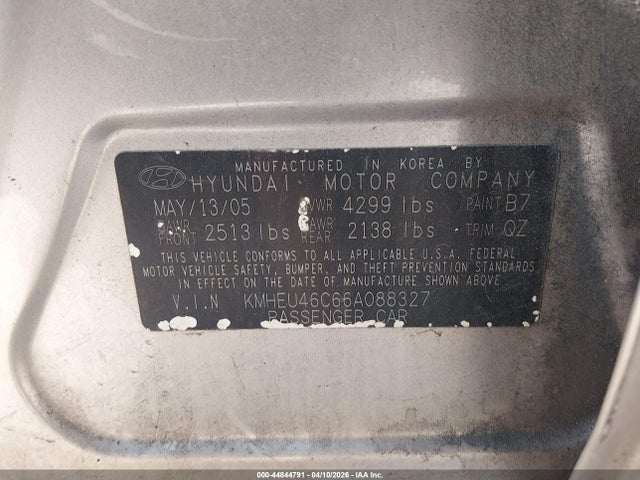 MANUFACTURED IN KOREA BY
HYUNDAI MOTOR COMPANY
MAY/13/05 GVWR 4299 lbs PAINT B7
GAWR FRONT 2513 lbs GAWR REAR 2138 lbs TRIM QZ
THIS VEHICLE CONFORMS TO ALL APPLICABLE U.S.A. FEDERAL
MOTOR VEHICLE SAFETY, BUMPER, AND THEFT PREVENTION STANDARDS
IN EFFECT ON THE DATE OF MANUFACTURE SHOWN ABOVE
V.I.N KMHEU46C66A088327
PASSENGER CAR
000-44844791 - 04/10/2026 - IAA Inc.